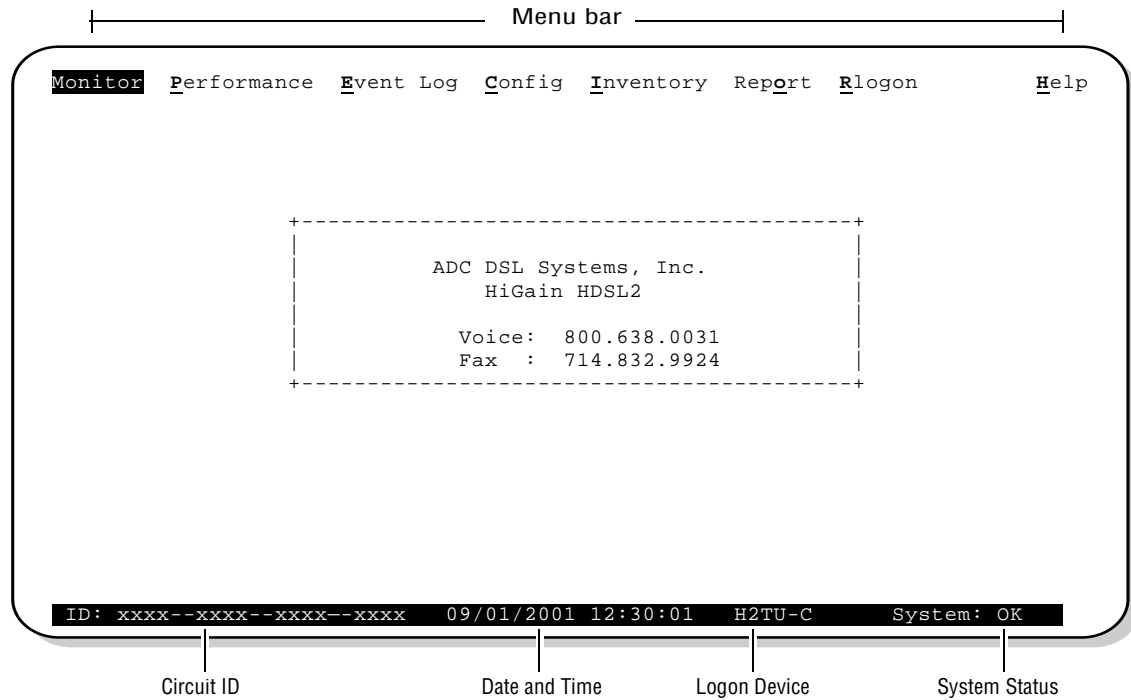 Menu bar
Monitor Performance Event Log Config Inventory Report Rlogon Help
ADC DSL Systems, Inc.
HiGain HDSL2
Voice: 800.638.0031
Fax : 714.832.9924
ID: xxxx--xxxx--xxxx--xxxx 09/01/2001 12:30:01 H2TU-C System: OK
Circuit ID Date and Time Logon Device System Status